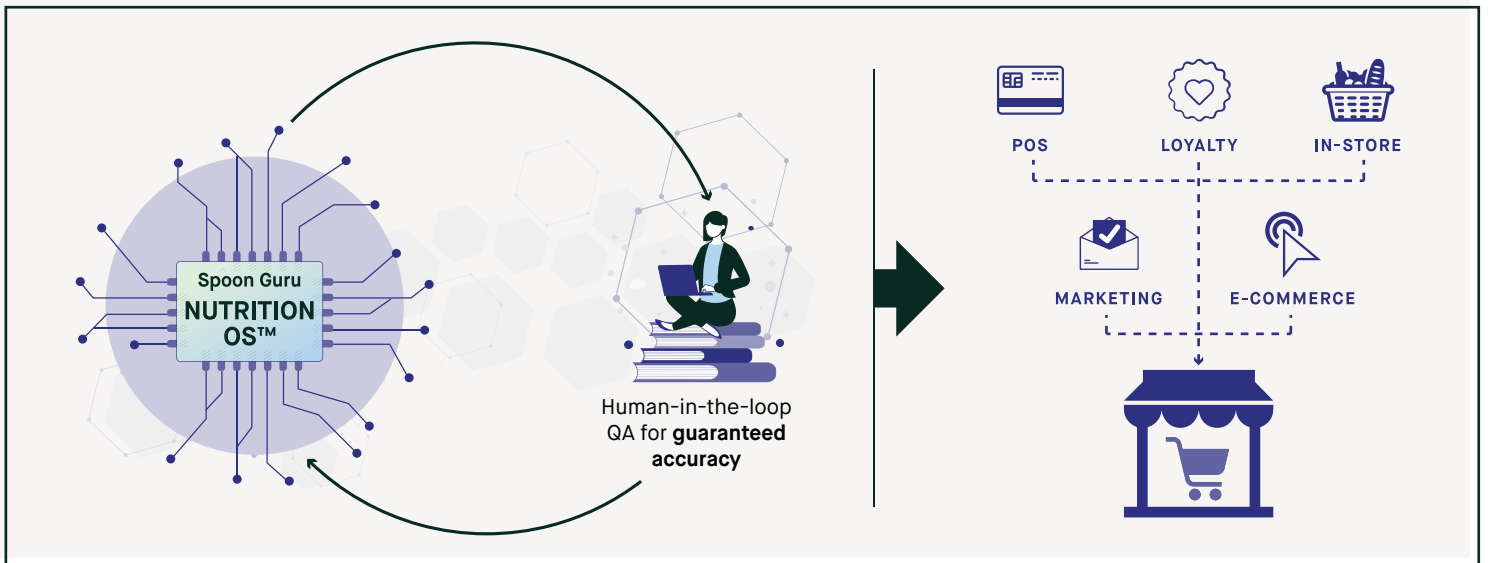 Spoon Guru
NUTRITION
OS™
Human-in-the-loop
QA for guaranteed
accuracy
POS
LOYALTY
IN-STORE
MARKETING
E-COMMERCE